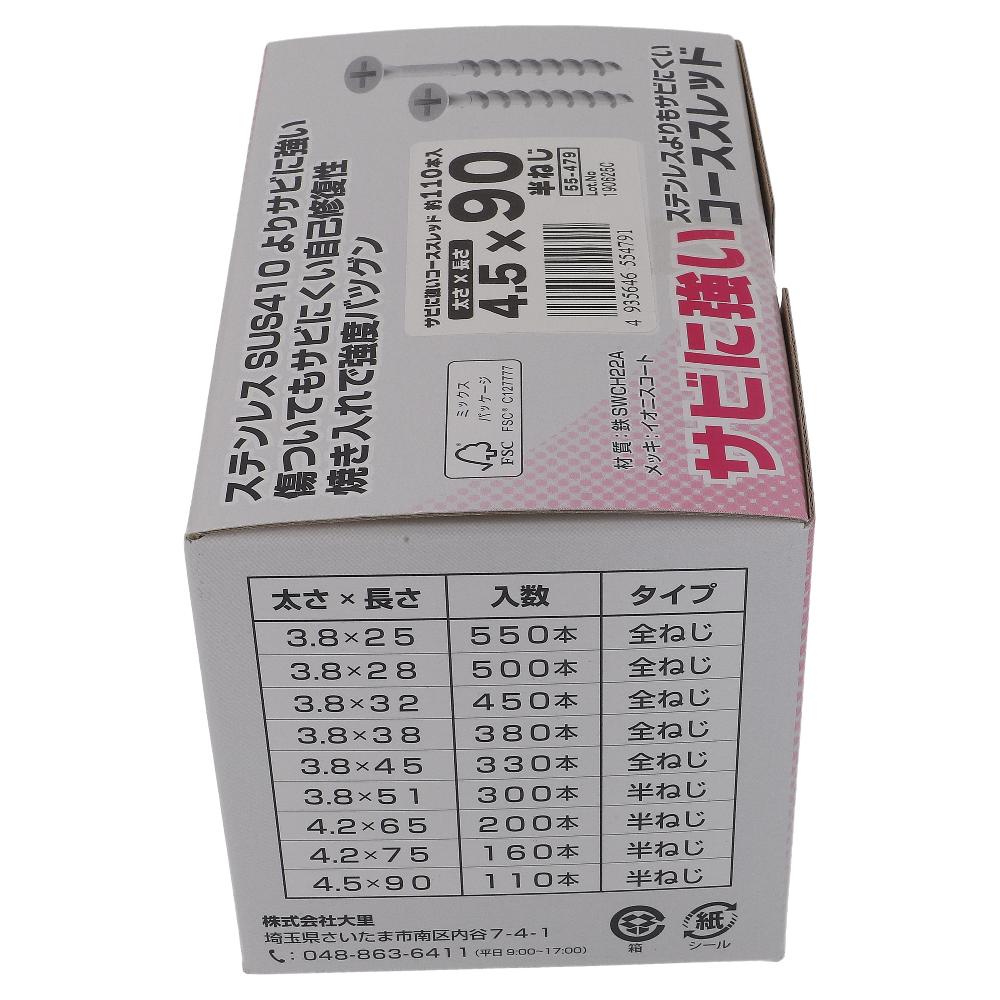 ステンレスSUS410よりサビに強い
傷ついてもサビにくい自己修復性
焼き入れで強度バツグン
サビに強いコーススレッド 約110本入
太さ×長さ
4.5×90
半ねじ
55-479
Lot.No
190626C
4 935646 554791
ミックス
パッケージ
FSC
FSC® C127777
材質:鉄SWCH22A
メッキ:イオニスコート
ステンレスよりもサビにくい
サビに強いコーススレッド
太さ×長さ 入数 タイプ
3.8×25 550本 全ねじ
3.8×28 500本 全ねじ
3.8×32 450本 全ねじ
3.8×38 380本 全ねじ
3.8×45 330本 全ねじ
3.8×51 300本 半ねじ
4.2×65 200本 半ねじ
4.2×75 160本 半ねじ
4.5×90 110本 半ねじ
株式会社大里
埼玉県さいたま市南区内谷7-4-1
:048-863-6411(平日9:00~17:00)
箱
紙
シール